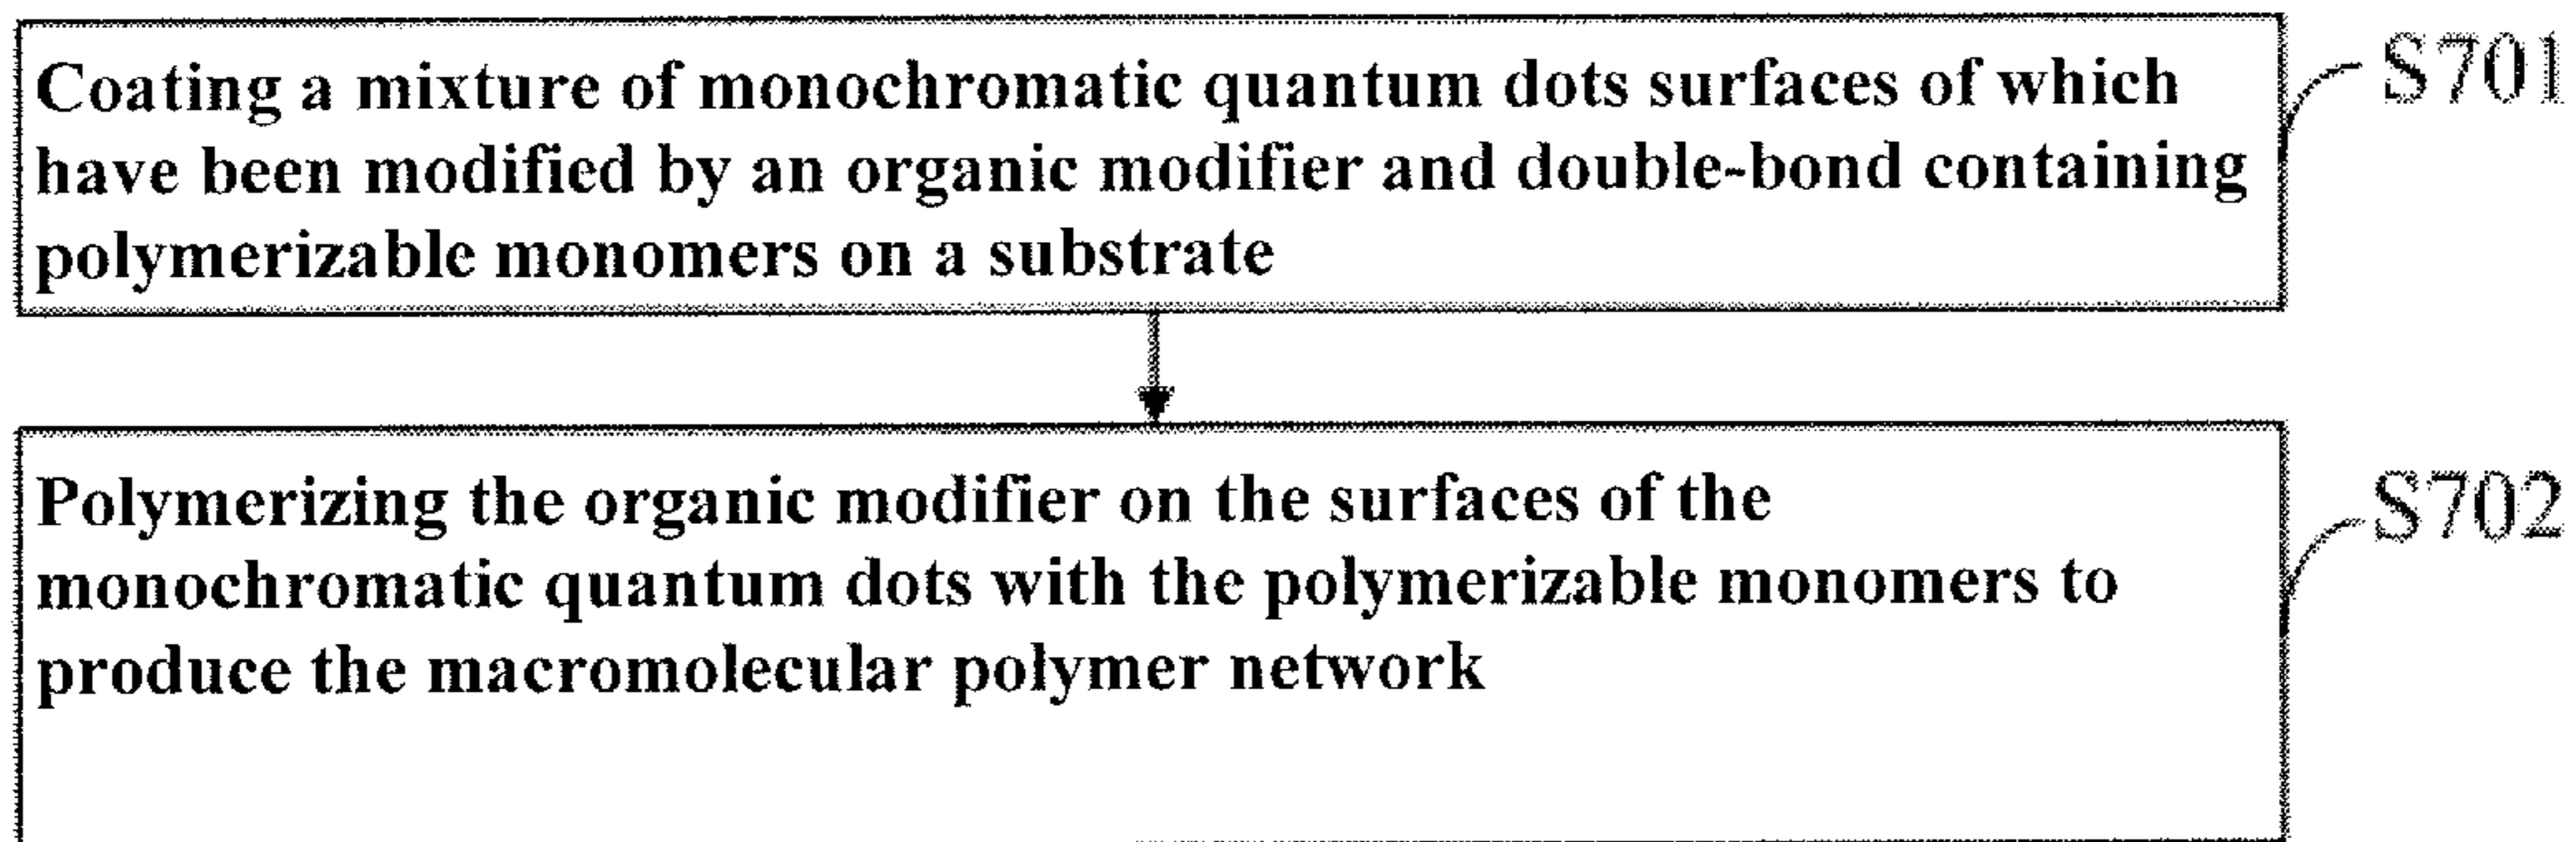 Coating a mixture of monochromatic quantum dots surfaces of which
have been modified by an organic modifier and double-bond containing
polymerizable monomers on a substrate
S701
Polymerizing the organic modifier on the surfaces of the
monochromatic quantum dots with the polymerizable monomers to
produce the macromolecular polymer network
S702